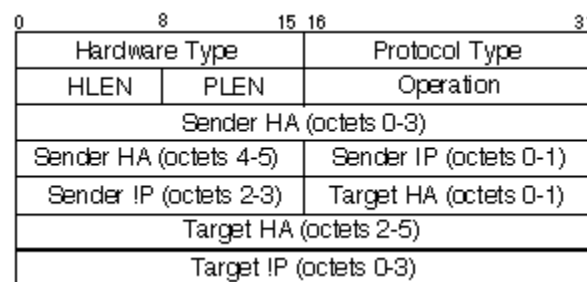 0 8 15 16 3
Hardware Type Protocol Type
HLEN PLEN Operation
Sender HA (octets 0-3)
Sender HA (octets 4-5) Sender IP (octets 0-1)
Sender !P (octets 2-3) Target HA (octets 0-1)
Target HA (octets 2-5)
Target !P (octets 0-3)